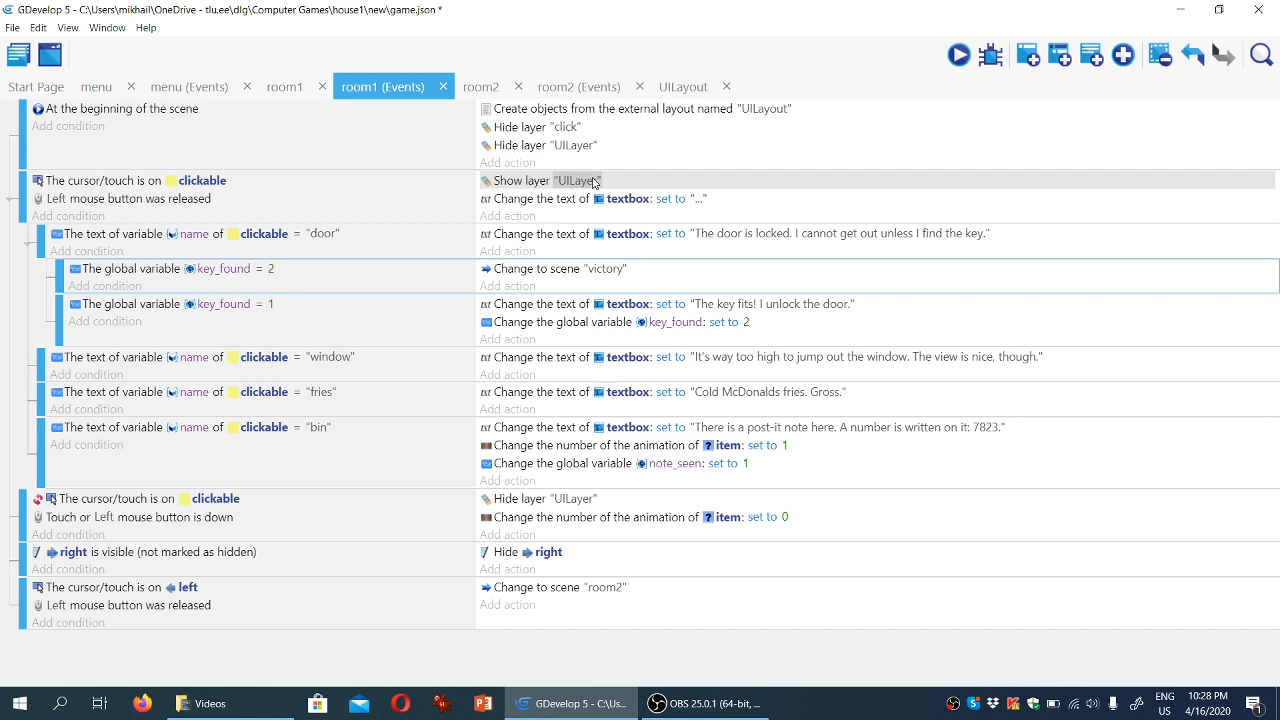 GDevelop 5 - C:\Users\mikhail\OneDrive - tlu.ee\dlg\Computer Games\house1\new\game.json *
File Edit View Window Help
Start Page menu menu (Events) room1 room1 (Events) room2 room2 (Events) UILayout
At the beginning of the scene Create objects from the external layout named "UILayout"
Add condition Hide layer "click"
Hide layer "UILayer"
Add action
The cursor/touch is on clickable Show layer "UILayer"
Left mouse button was released Change the text of textbox: set to "..."
Add condition Add action
The text of variable name of clickable = "door" Change the text of textbox: set to "The door is locked. I cannot get out unless I find the key."
Add condition Add action
The global variable key_found = 2 Change to scene "victory"
Add condition Add action
The global variable key_found = 1 Change the text of textbox: set to "The key fits! I unlock the door."
Add condition Change the global variable key_found: set to 2
Add action
The text of variable name of clickable = "window" Change the text of textbox: set to "It's way too high to jump out the window. The view is nice, though."
Add condition Add action
The text of variable name of clickable = "fries" Change the text of textbox: set to "Cold McDonalds fries. Gross."
Add condition Add action
The text of variable name of clickable = "bin" Change the text of textbox: set to "There is a post-it note here. A number is written on it: 7823."
Add condition Change the number of the animation of item: set to 1
Change the global variable note_seen: set to 1
Add action
The cursor/touch is on clickable Hide layer "UILayer"
Touch or Left mouse button is down Change the number of the animation of item: set to 0
Add condition Add action
right is visible (not marked as hidden) Hide right
Add condition Add action
The cursor/touch is on left Change to scene "room2"
Left mouse button was released Add action
Add condition
Videos GDevelop 5 - C:\Us... OBS 25.0.1 (64-bit, ... ENG 10:28 PM
US 4/16/2020